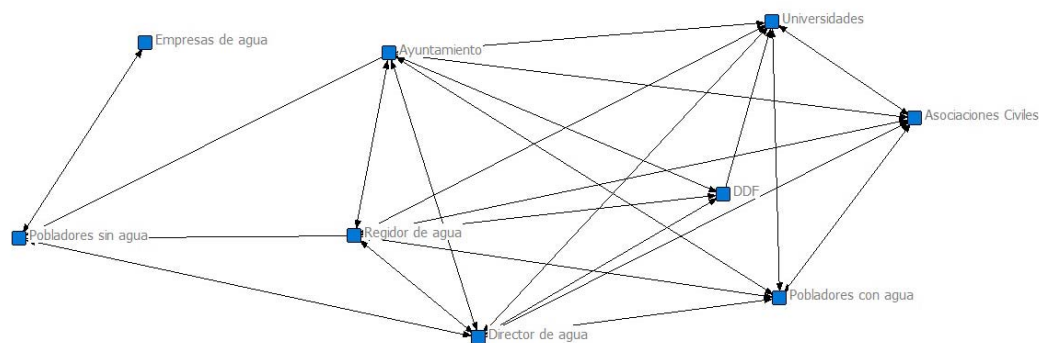 Universidades
Empresas de agua
Ayuntamiento
Asociaciones Civiles
DDF
Pobladores sin agua
Regidor de agua
Pobladores con agua
Director de agua